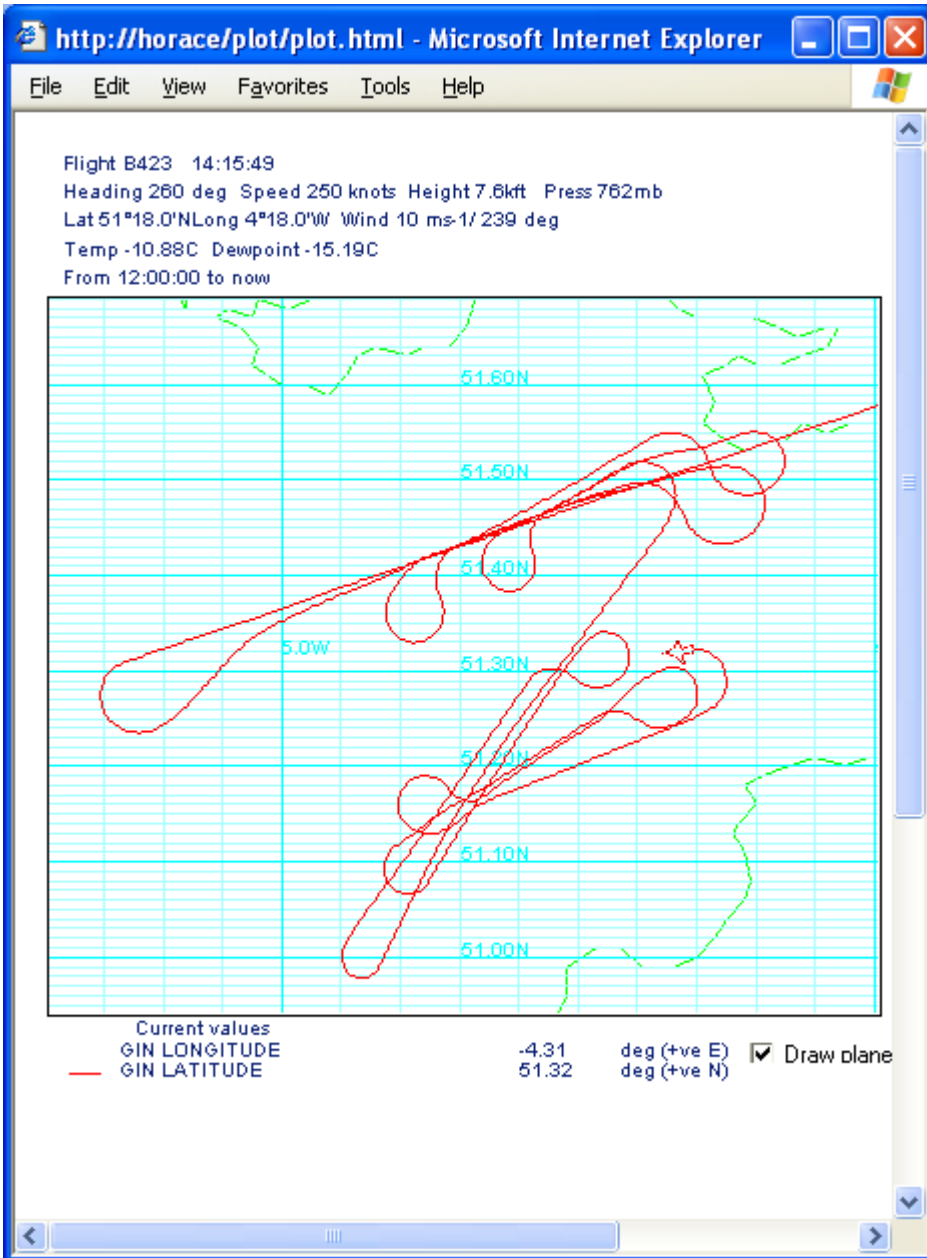 http://horace/plot/plot.html - Microsoft Internet Explorer
File Edit View Favorites Tools Help
Flight B423 14:15:49
Heading 260 deg Speed 250 knots Height 7.6kft Press 762mb
Lat 51°18.0'NLong 4°18.0'W Wind 10 ms-1/ 239 deg
Temp -10.88C Dewpoint -15.19C
From 12:00:00 to now
51.60N
51.50N
51.40N
5.0W
51.30N
51.20N
51.10N
51.00N
Current values
GIN LONGITUDE -4.31 deg (+ve E)
Draw plane
GIN LATITUDE 51.32 deg (+ve N)